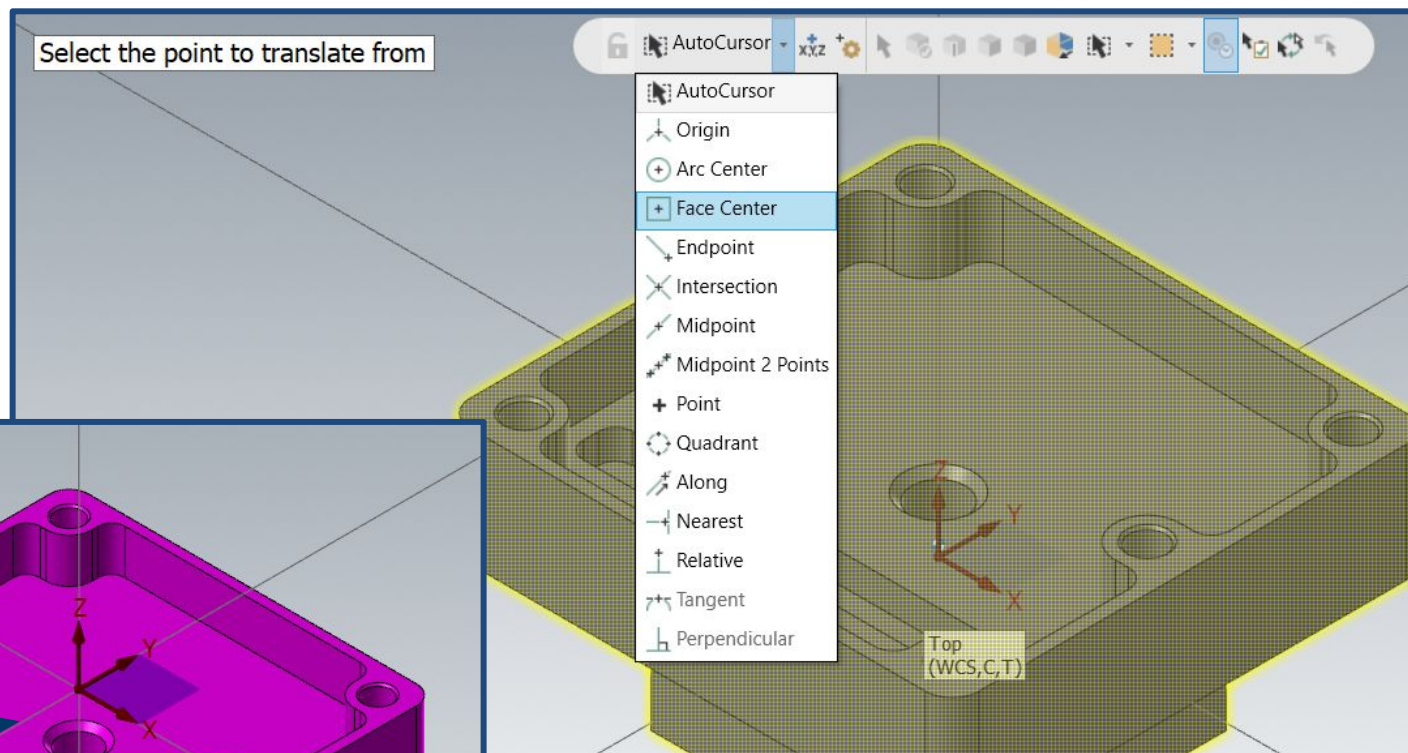 Select the point to translate from
AutoCursor
XYZ
AutoCursor
Origin
Arc Center
Face Center
Endpoint
Intersection
Midpoint
Midpoint 2 Points
Point
Quadrant
Along
Nearest
Relative
Tangent
Perpendicular
Z
Y
X
Top
(WCS,C,T)
Z
Y
X